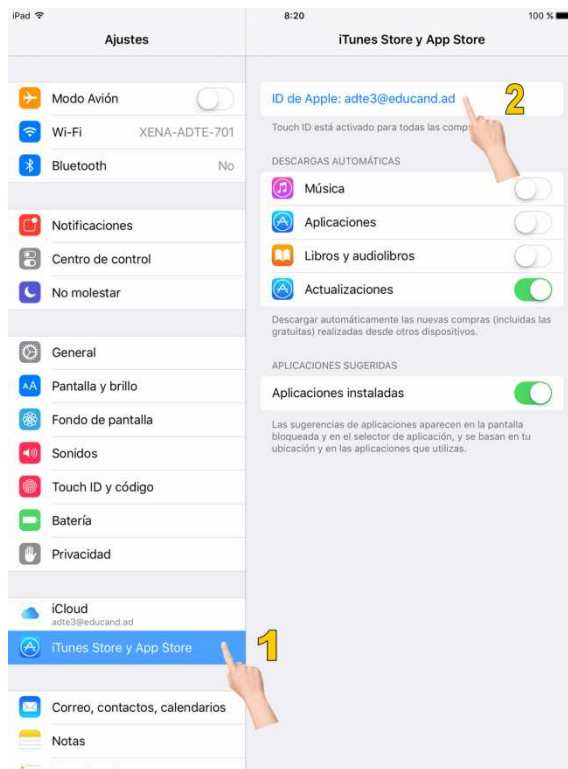 iPad 8:20 100 %
Ajustes
Modo Avión
Wi-Fi XENA-ADTE-701
Bluetooth No
Notificaciones
Centro de control
No molestar
General
AA Pantalla y brillo
Fondo de pantalla
Sonidos
Touch ID y código
Batería
Privacidad
iCloud
adte3@educand.ad
iTunes Store y App Store
1
Correo, contactos, calendarios
Notas
iTunes Store y App Store
ID de Apple: adte3@educand.ad
2
Touch ID está activado para todas las
DESCARGAS AUTOMÁTICAS
Música
Aplicaciones
Libros y audiolibros
Actualizaciones
Descargar automáticamente las nuevas compras (incluidas las
gratuitas) realizadas desde otros dispositivos.
APLICACIONES SUGERIDAS
Aplicaciones instaladas
Las sugerencias de aplicaciones aparecen en la pantalla
bloqueada y en el selector de aplicación, y se basan en tu
ubicación y en las aplicaciones que utilizas.